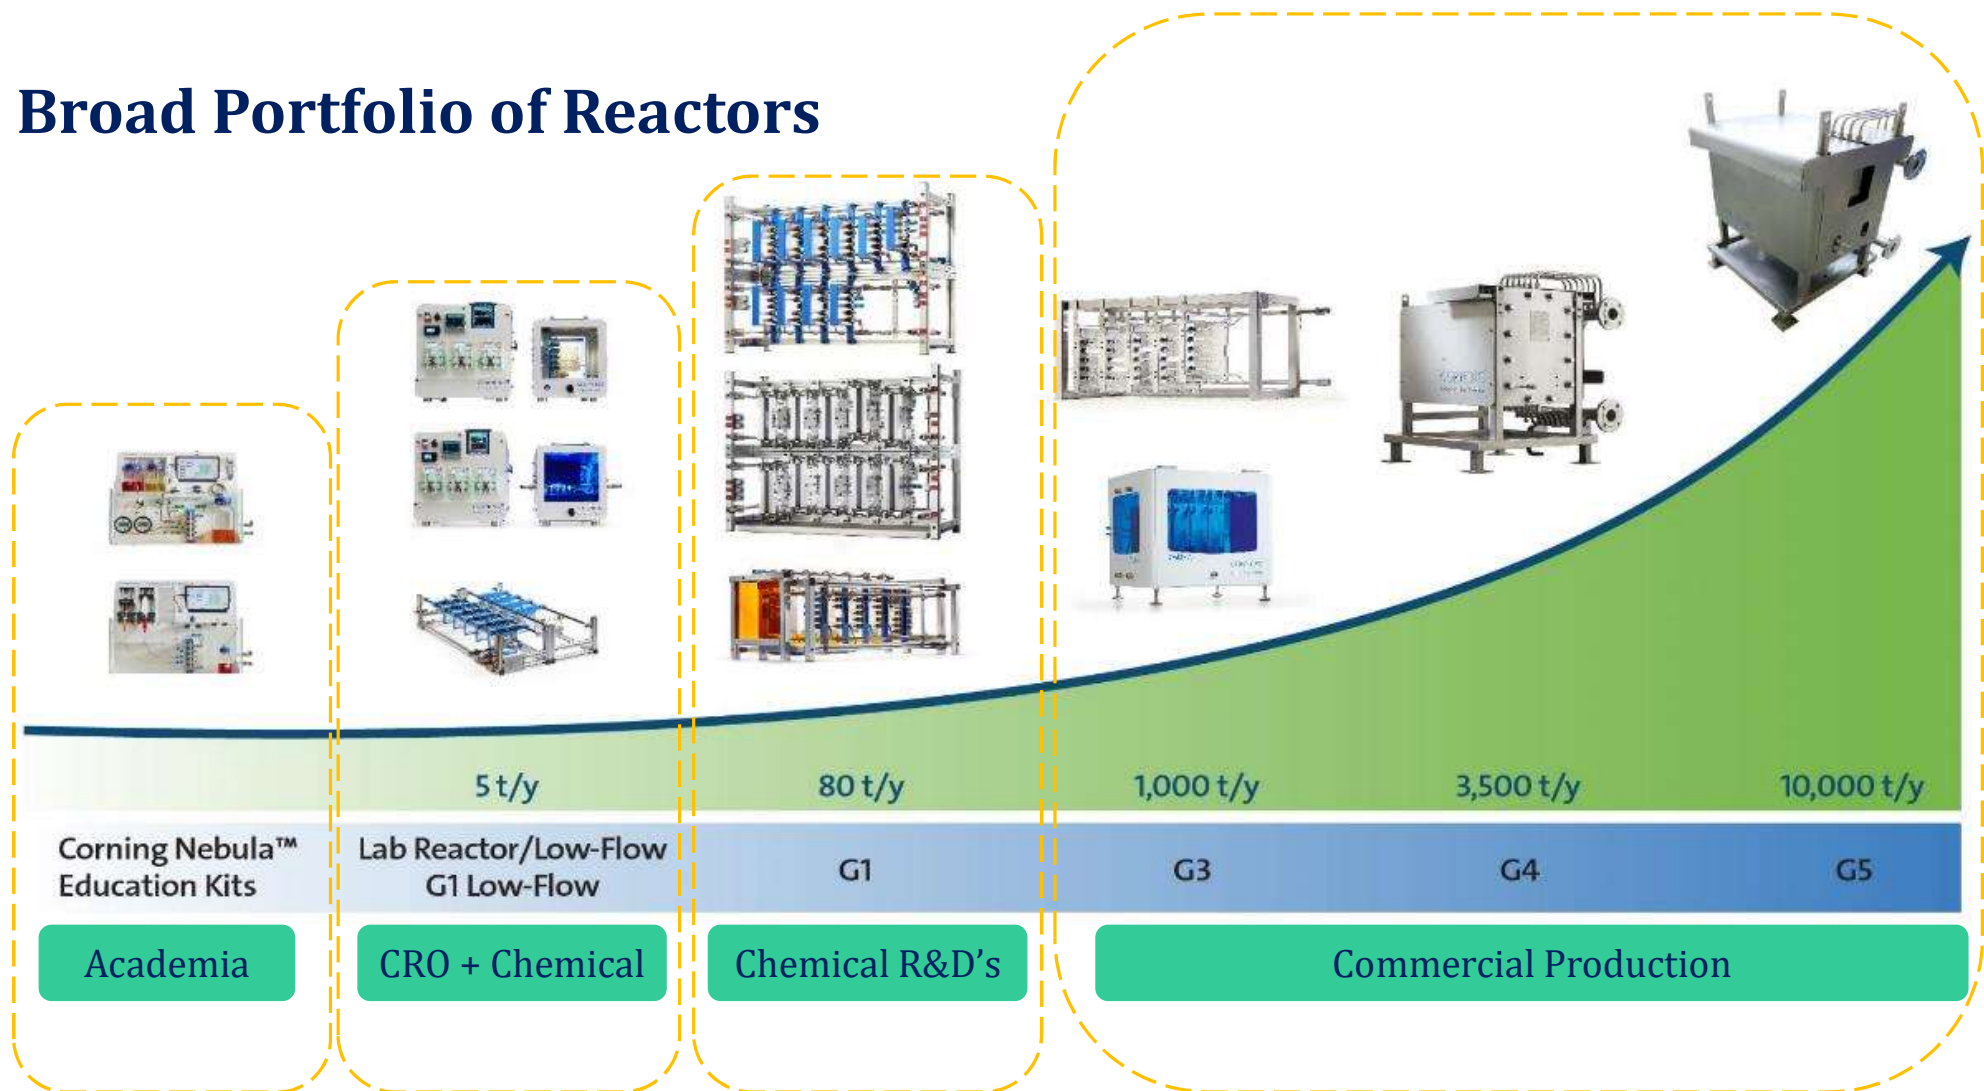 Broad Portfolio of Reactors
5 t/y
80 t/y
1,000 t/y
3,500 t/y
10,000 t/y
Corning Nebula™
Education Kits
Lab Reactor/Low-Flow
G1 Low-Flow
G1
G3
G4
G5
Academia
CRO + Chemical
Chemical R&D's
Commercial Production